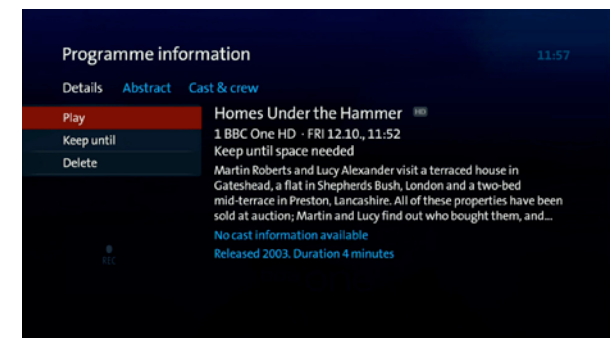 Programme information
11:57
Details Abstract Cast & crew
Play
Keep until
Delete
Homes Under the Hammer HD
1 BBC One HD · FRI 12.10., 11:52
Keep until space needed
Martin Roberts and Lucy Alexander visit a terraced house in
Gateshead, a flat in Shepherds Bush, London and a two-bed
mid-terrace in Preston, Lancashire. All of these properties have been
sold at auction; Martin and Lucy find out who bought them, and...
No cast information available
Released 2003. Duration 4 minutes
REC